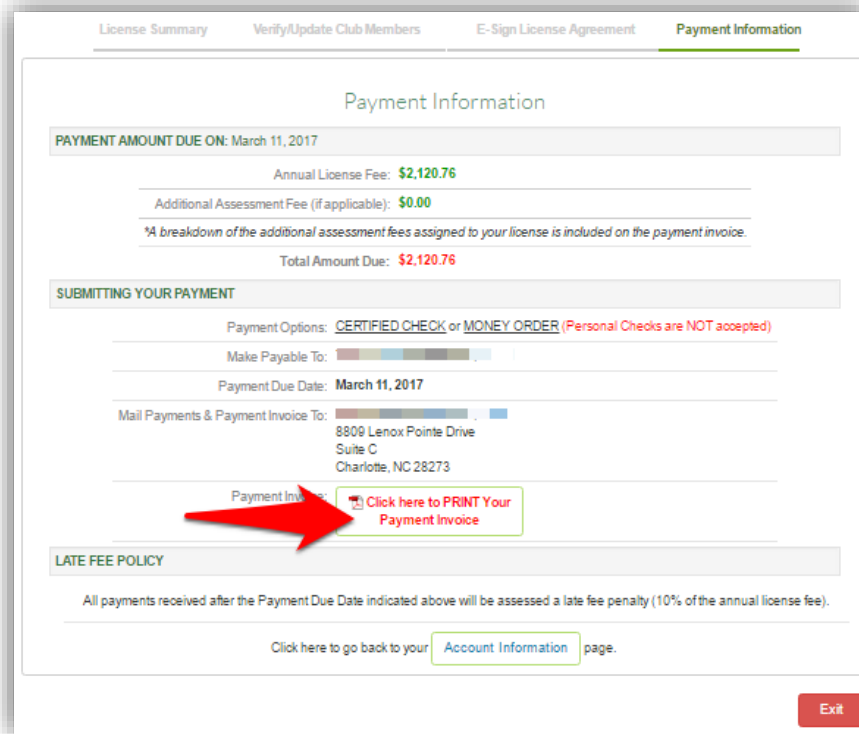 License Summary Verify/Update Club Members E-Sign License Agreement Payment Information
Payment Information
PAYMENT AMOUNT DUE ON: March 11, 2017
Annual License Fee: $2,120.76
Additional Assessment Fee (if applicable): $0.00
*A breakdown of the additional assessment fees assigned to your license is included on the payment invoice.
Total Amount Due: $2,120.76
SUBMITTING YOUR PAYMENT
Payment Options: CERTIFIED CHECK or MONEY ORDER (Personal Checks are NOT accepted)
Make Payable To:
Payment Due Date: March 11, 2017
Mail Payments & Payment Invoice To:
8809 Lenox Pointe Drive
Suite C
Charlotte, NC 28273
Payment Invoice: Click here to PRINT Your
Payment Invoice
LATE FEE POLICY
All payments received after the Payment Due Date indicated above will be assessed a late fee penalty (10% of the annual license fee).
Click here to go back to your Account Information page.
Exit